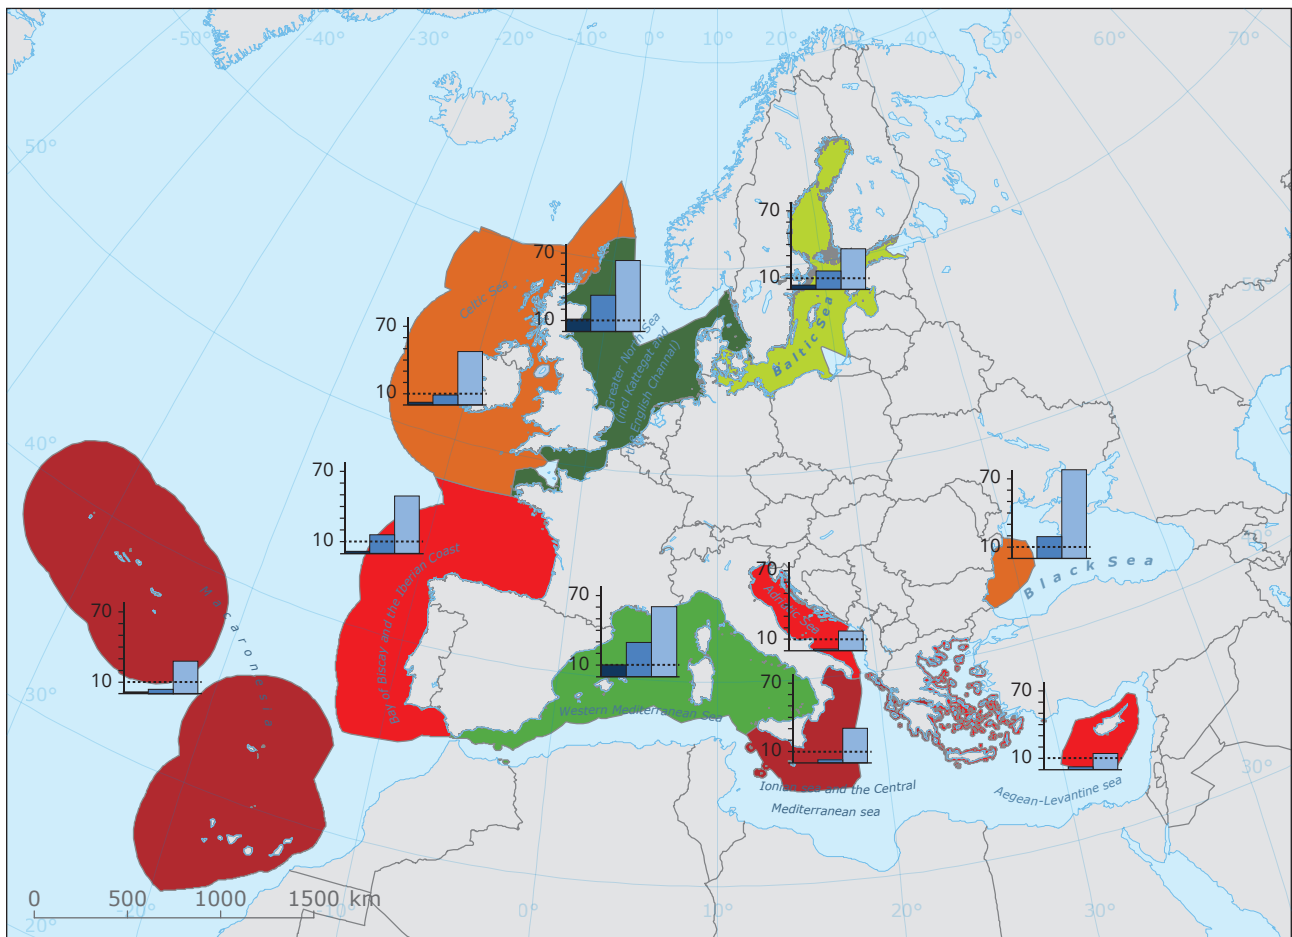 -50° -40° -30° -20° -10° 0° 10° 20° 30° 40° 50° 60° 70°
50°
70
10
Celtic Sea
70
10
70
10
Greater North Sea
(incl Kattegat and
the English Channal)
Baltic Sea
50°
40°
70
10
Bay of Biscay and the Iberian Coast
70
10
Black Sea
Macaronesia
70
10
70
10
Western Mediterranean Sea
70
10
Adriatic Sea
70
10
Ionian sea and the Central
Mediterranean sea
70
10
Aegean-Levantine sea
30°
30°
0 500 1000 1500 km
20° -20° -10° 0° 10° 20° 30°